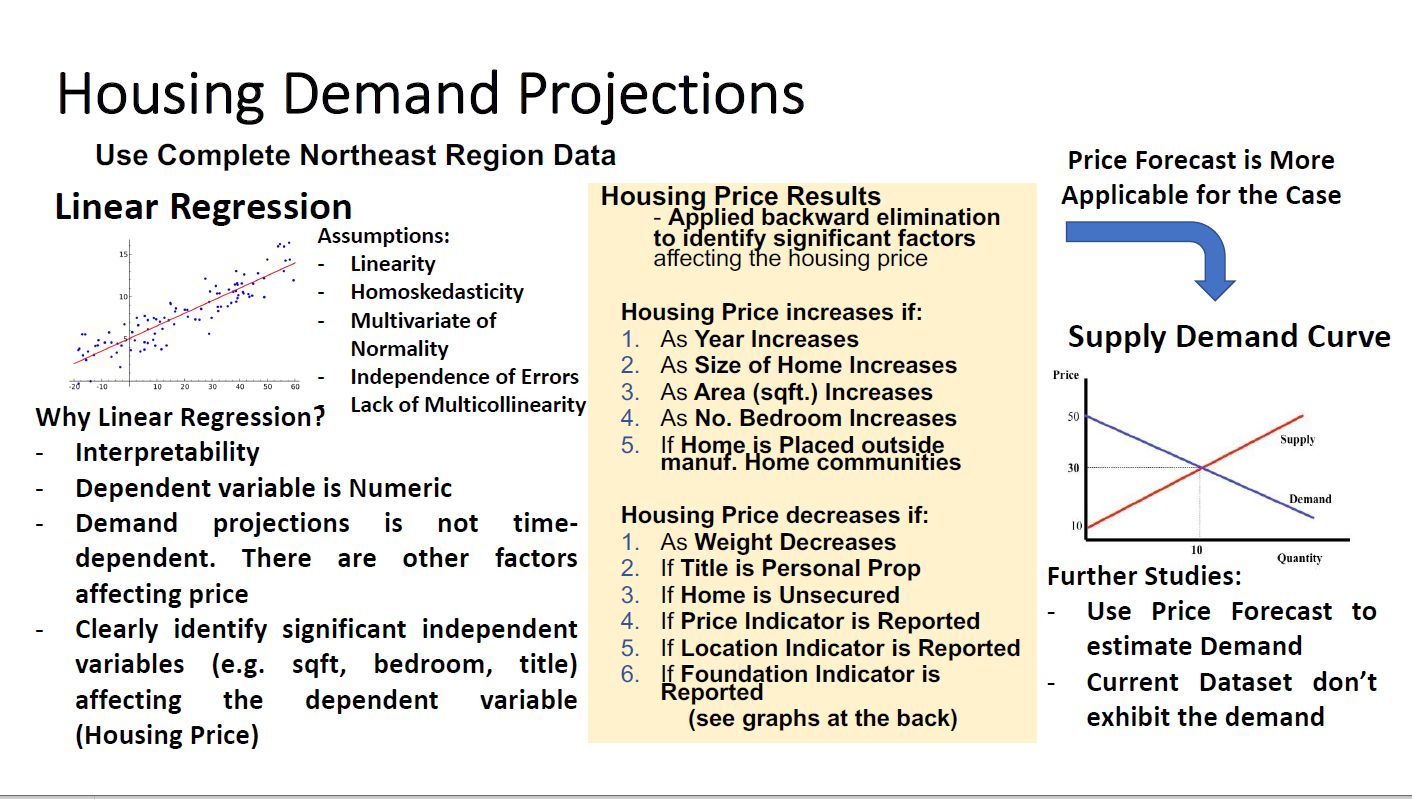 Housing Demand Projections
Use Complete Northeast Region Data
Linear Regression
15
10
5
-20
-10
10
20
30
40
50
60
Assumptions:
- Linearity
- Homoskedasticity
- Multivariate of
Normality
- Independence of Errors
- Lack of Multicollinearity
Why Linear Regression?
- Interpretability
- Dependent variable is Numeric
- Demand projections is not time-
dependent. There are other factors
affecting price
- Clearly identify significant independent
variables (e.g. sqft, bedroom, title)
affecting the dependent variable
(Housing Price)
Housing Price Results
- Applied backward elimination
to identify significant factors
affecting the housing price
Housing Price increases if:
1. As Year Increases
2. As Size of Home Increases
3. As Area (sqft.) Increases
4. As No. Bedroom Increases
5. If Home is Placed outside
manuf. Home communities
Housing Price decreases if:
1. As Weight Decreases
2. If Title is Personal Prop
3. If Home is Unsecured
4. If Price Indicator is Reported
5. If Location Indicator is Reported
6. If Foundation Indicator is
Reported
(see graphs at the back)
Price Forecast is More
Applicable for the Case
Supply Demand Curve
Price
50
30
10
Supply
Demand
10
Quantity
Further Studies:
- Use Price Forecast to
estimate Demand
- Current Dataset don’t
exhibit the demand